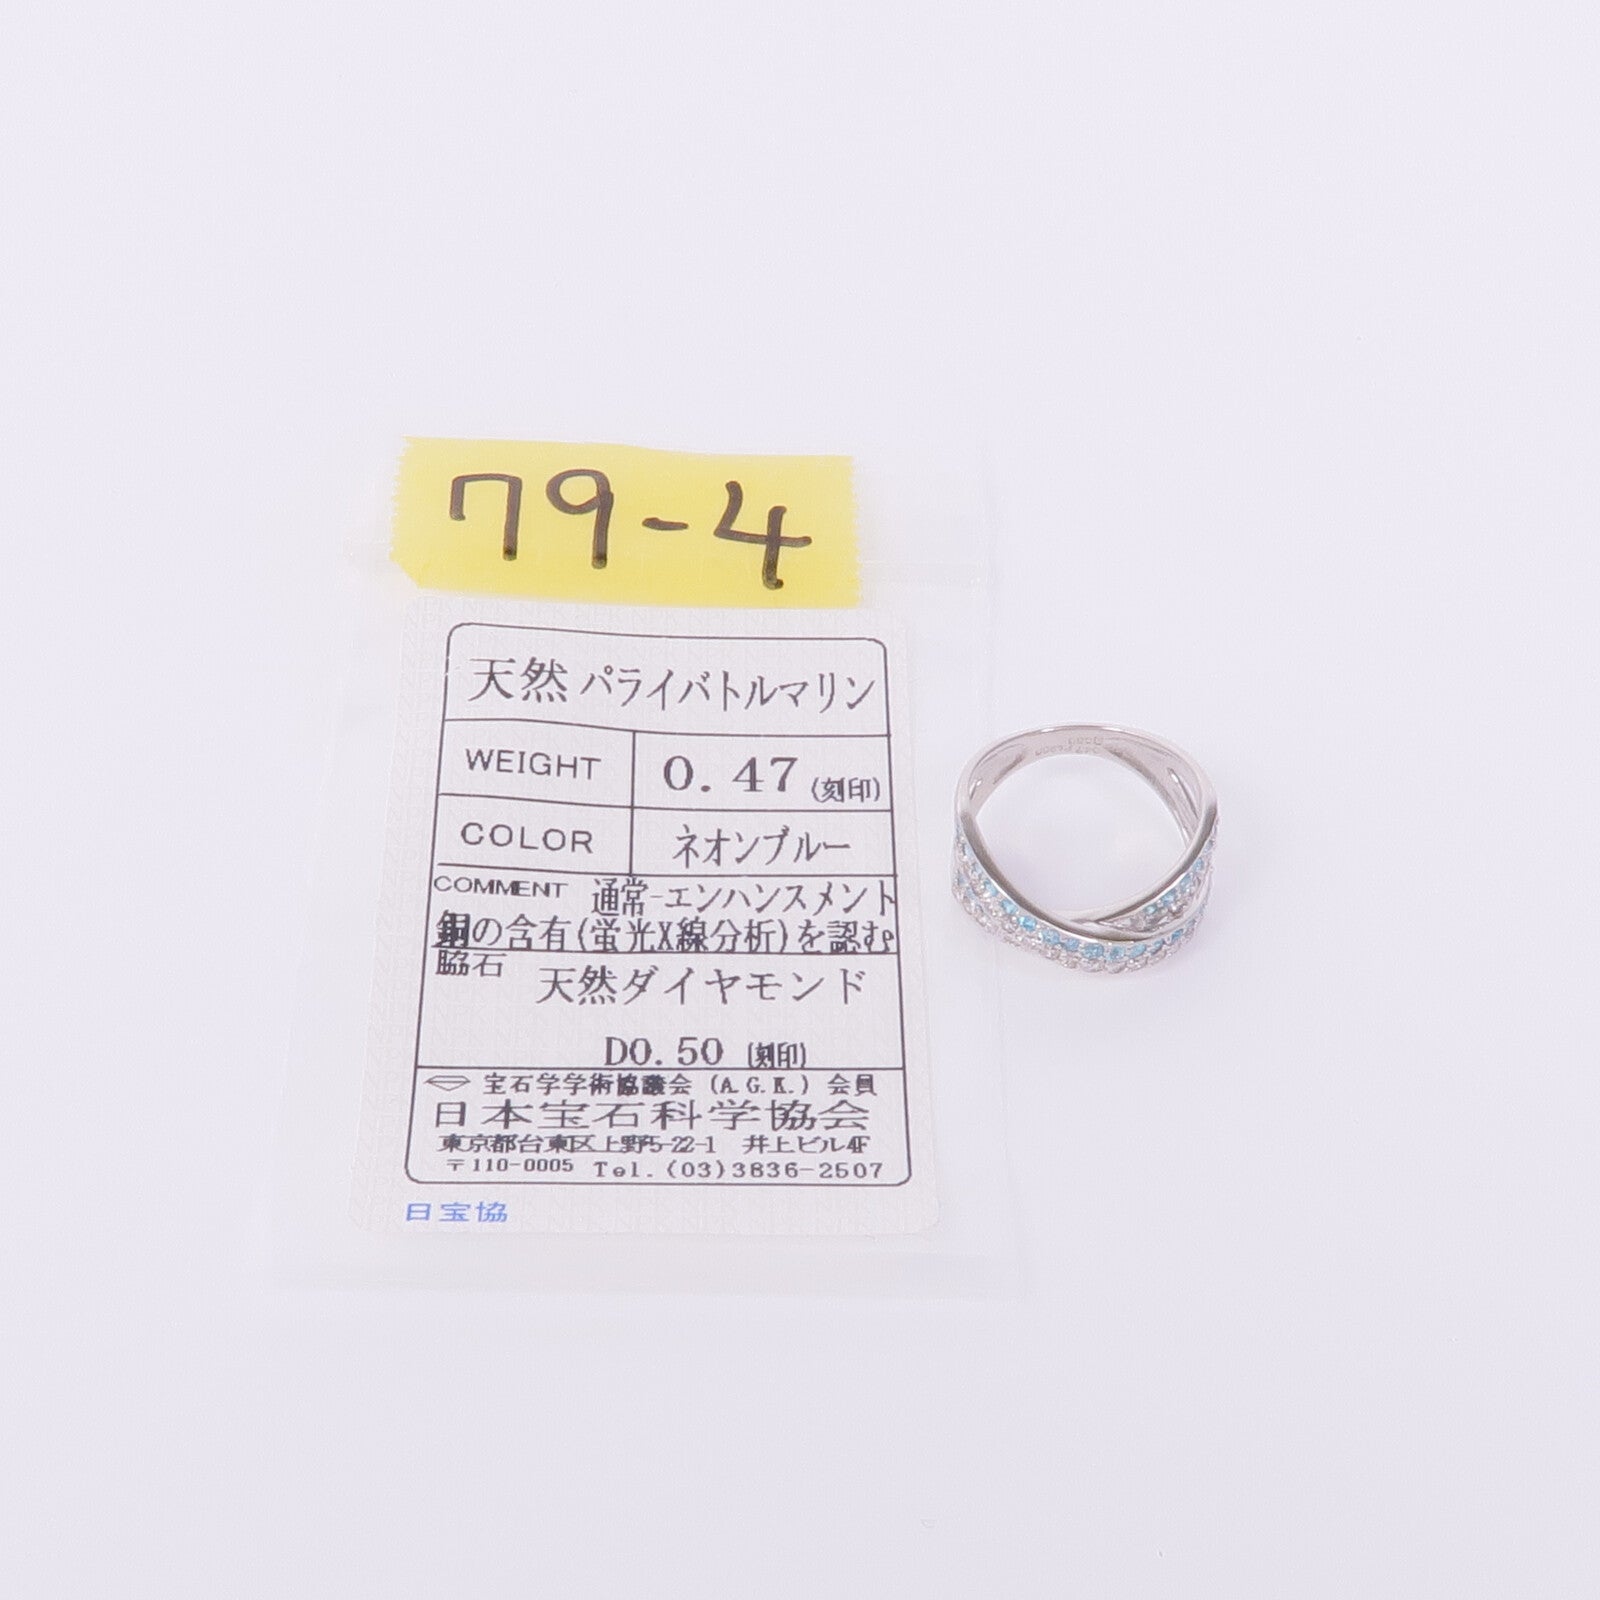 79-4
天然 パライバトルマリン
WEIGHT 0.47 (刻印)
COLOR ネオンブルー
COMMENT 通常-エンハンスメント
銅の含有(蛍光X線分析)を認む。
脇石 天然ダイヤモンド
D0.50 (刻印)
宝石学学術協議会 (A.G.K.) 会員
日本宝石科学協会
東京都台東区上野5-22-1 井上ビル4F
〒110-0005 Tel.(03)3836-2507
日宝協